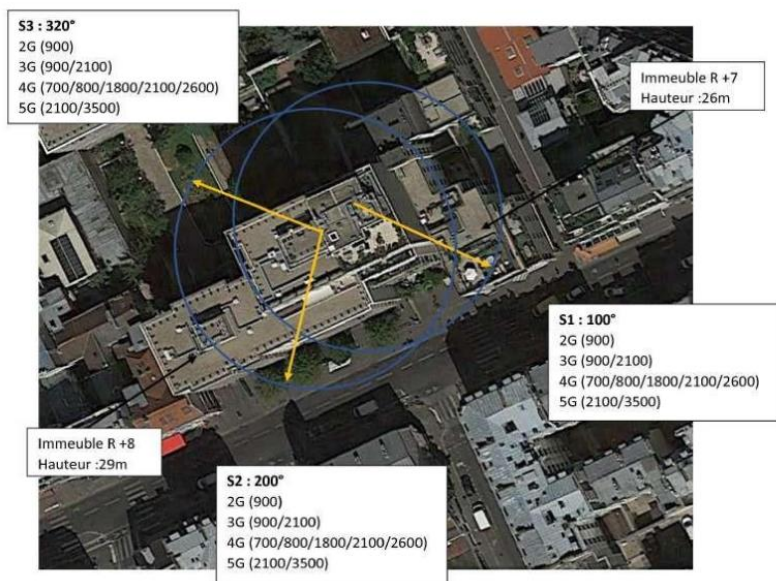 S3 : 320°
2G (900)
3G (900/2100)
4G (700/800/1800/2100/2600)
5G (2100/3500)
Immeuble R +7
Hauteur :26m
S1 : 100°
2G (900)
3G (900/2100)
4G (700/800/1800/2100/2600)
5G (2100/3500)
Immeuble R +8
Hauteur :29m
S2 : 200°
2G (900)
3G (900/2100)
4G (700/800/1800/2100/2600)
5G (2100/3500)